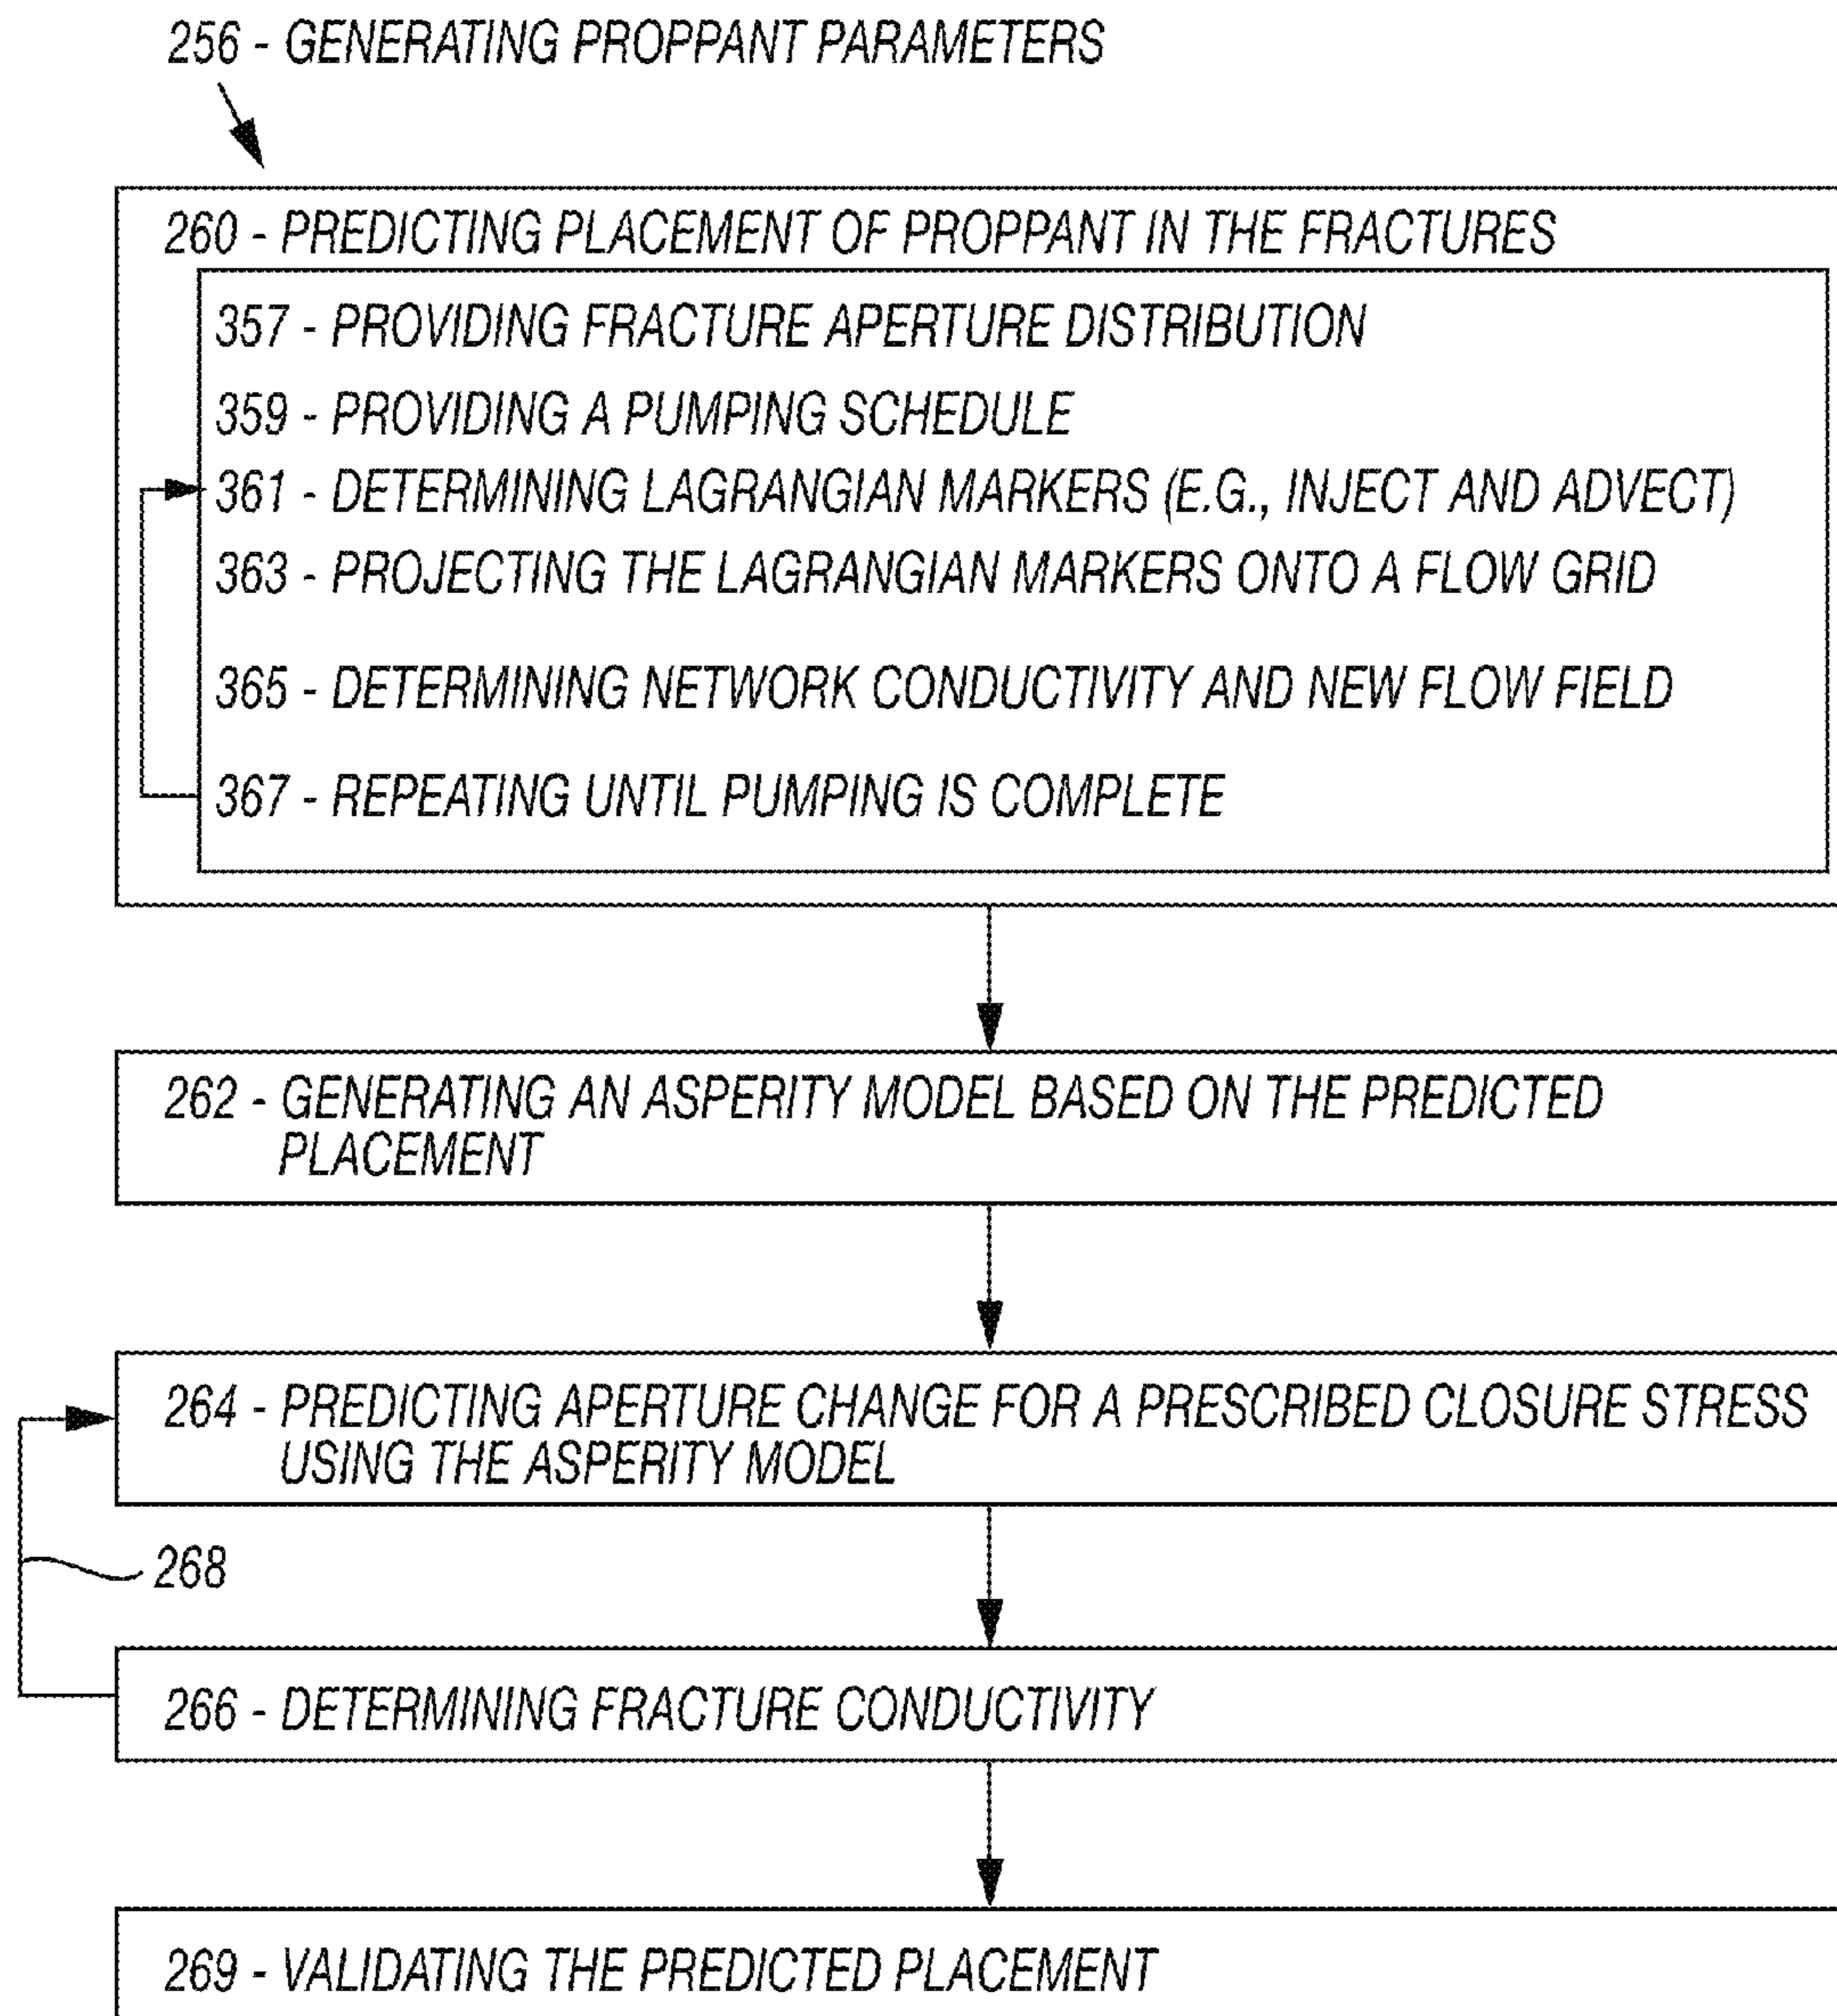 256 - GENERATING PROPPANT PARAMETERS
260 - PREDICTING PLACEMENT OF PROPPANT IN THE FRACTURES
357 - PROVIDING FRACTURE APERTURE DISTRIBUTION
359 - PROVIDING A PUMPING SCHEDULE
361 - DETERMINING LAGRANGIAN MARKERS (E.G., INJECT AND ADVECT)
363 - PROJECTING THE LAGRANGIAN MARKERS ONTO A FLOW GRID
365 - DETERMINING NETWORK CONDUCTIVITY AND NEW FLOW FIELD
367 - REPEATING UNTIL PUMPING IS COMPLETE
262 - GENERATING AN ASPERITY MODEL BASED ON THE PREDICTED
PLACEMENT
264 - PREDICTING APERTURE CHANGE FOR A PRESCRIBED CLOSURE STRESS
USING THE ASPERITY MODEL
268
266 - DETERMINING FRACTURE CONDUCTIVITY
269 - VALIDATING THE PREDICTED PLACEMENT